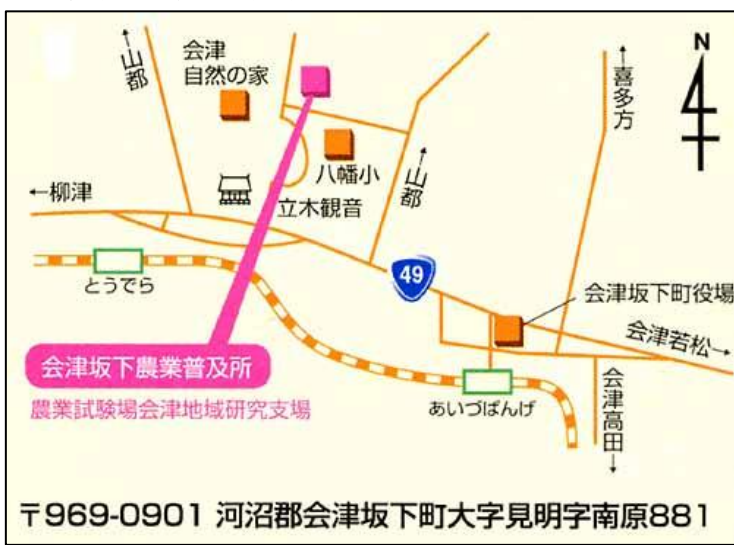 ↑山都
会津
自然の家
N
↑喜多方
八幡小
山都↑
←柳津
立木観音
とうでら
49
会津坂下町役場
会津若松→
会津坂下農業普及所
農業試験場会津地域研究支場
あいづばんげ
会津高田↓
〒969-0901 河沼郡会津坂下町大字見明字南原881